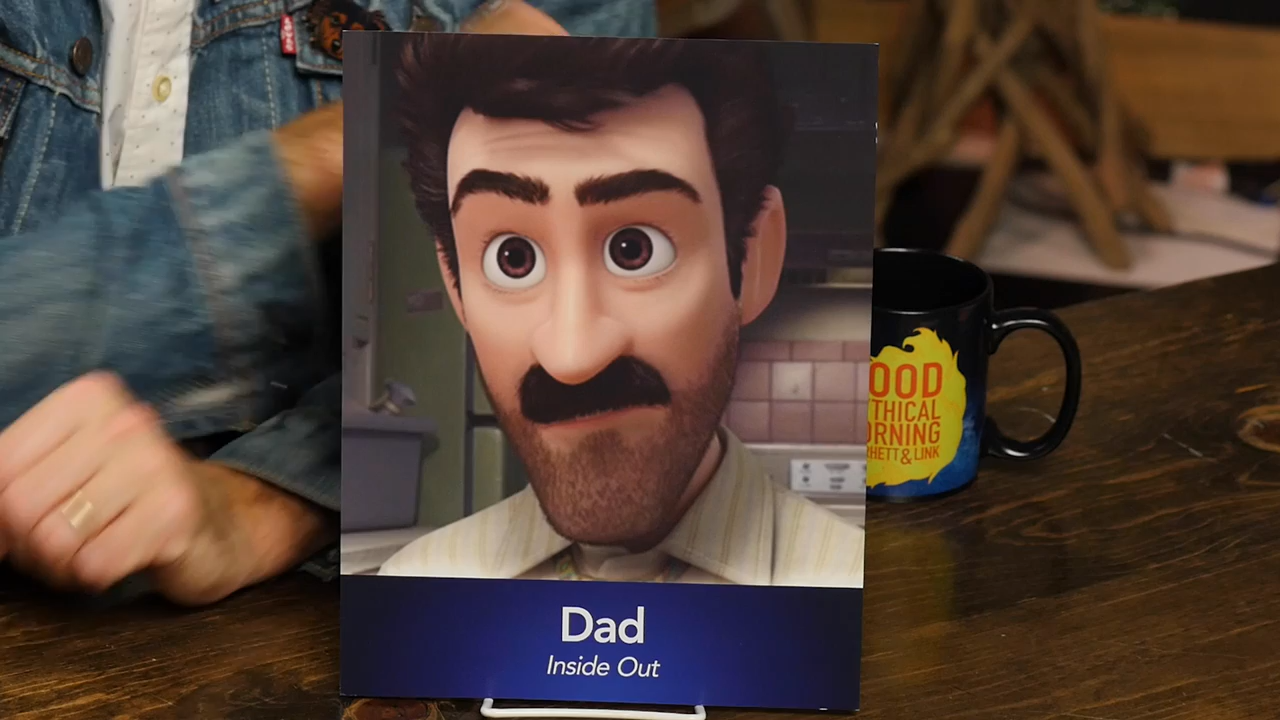 Dad
Inside Out
OOD
THICAL
ORNING
HETT & LINK